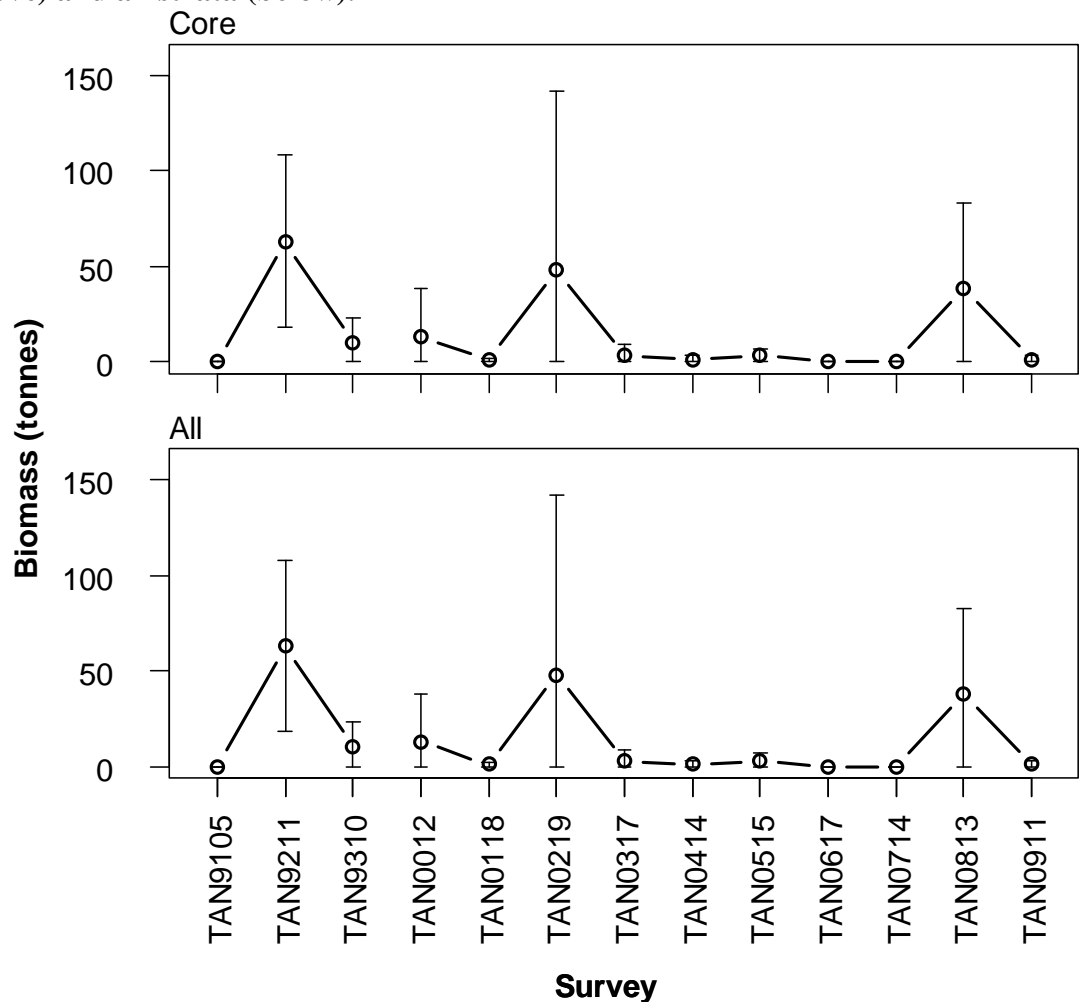 and all strata (below).
Core
150
100
50
0
All
150
100
50
0
Biomass (tonnes)
TAN9105
TAN9211
TAN9310
TAN0012
TAN0118
TAN0219
TAN0317
TAN0414
TAN0515
TAN0617
TAN0714
TAN0813
TAN0911
Survey